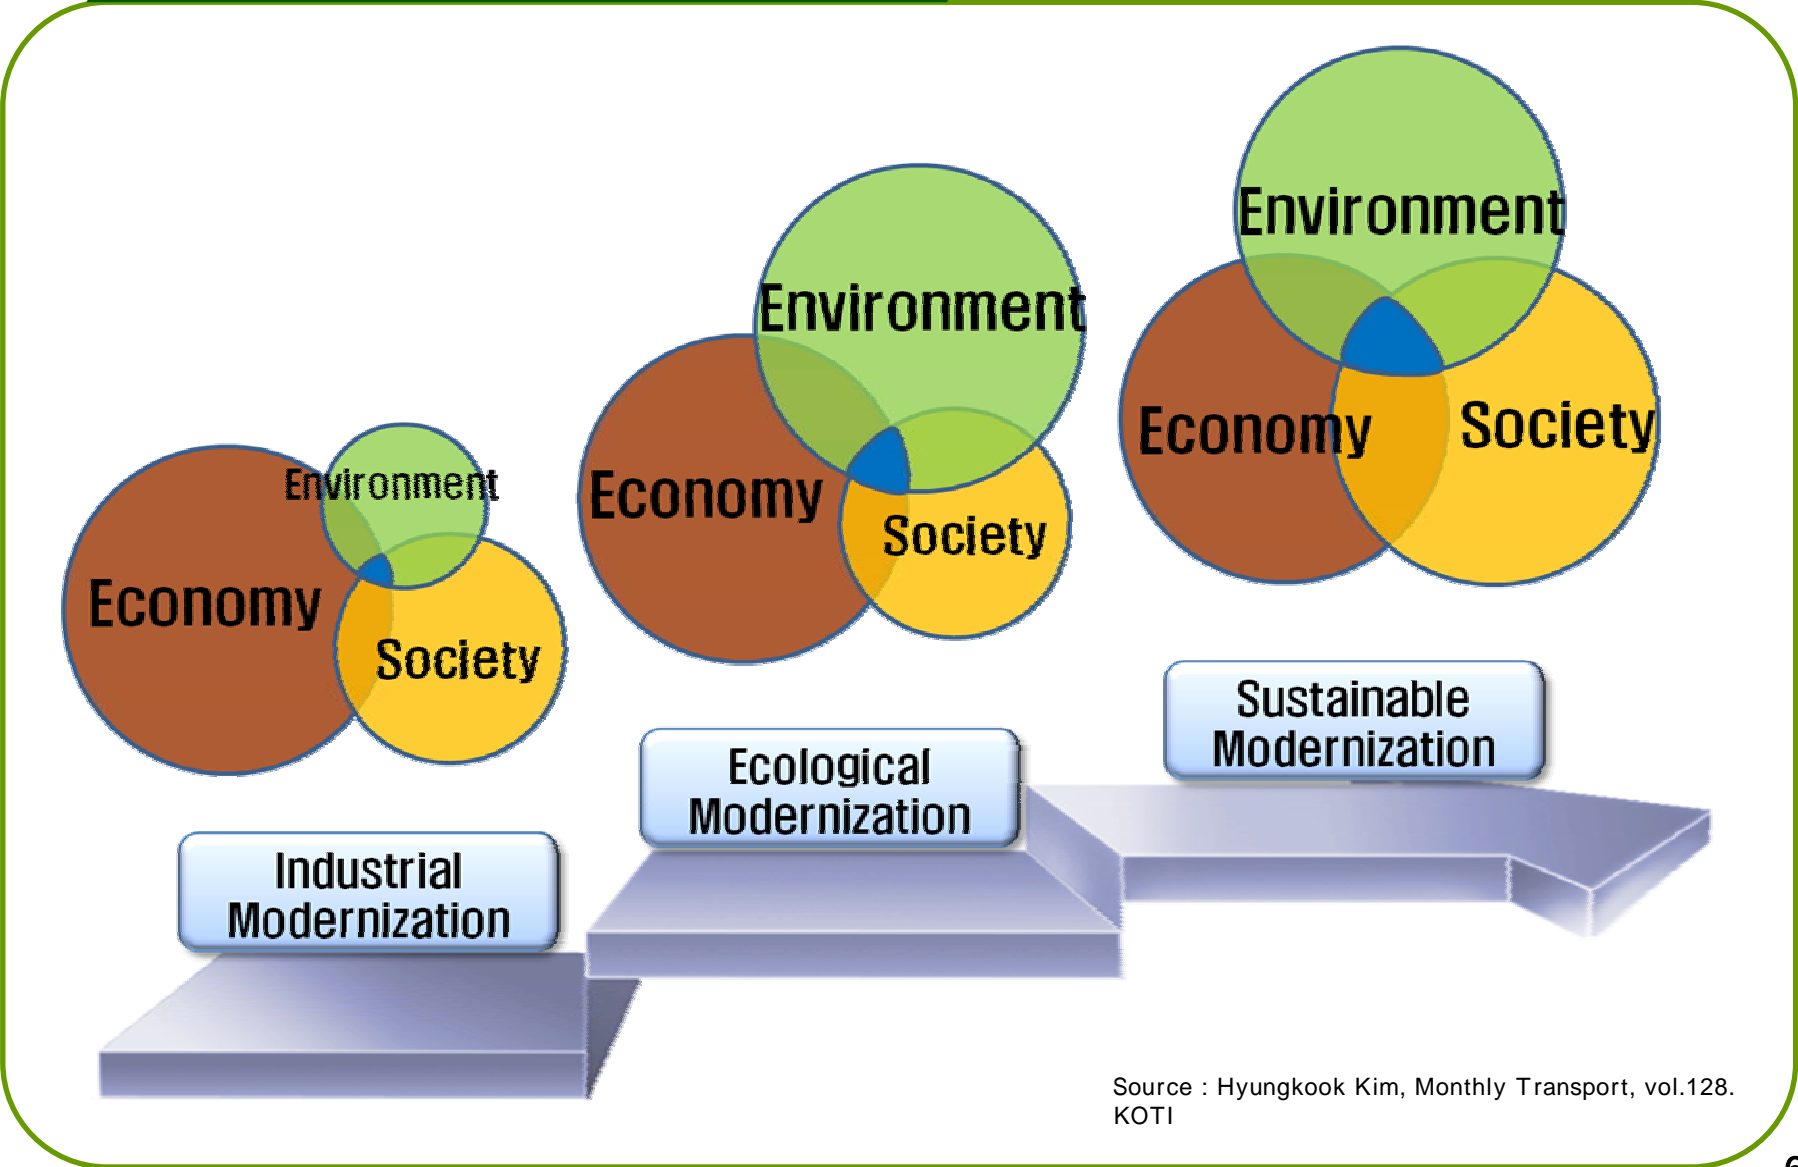 Environment
Economy
Society
Industrial
Modernization
Environment
Economy
Society
Ecological
Modernization
Environment
Economy
Society
Sustainable
Modernization
Source : Hyungkook Kim, Monthly Transport, vol.128.
KOTI